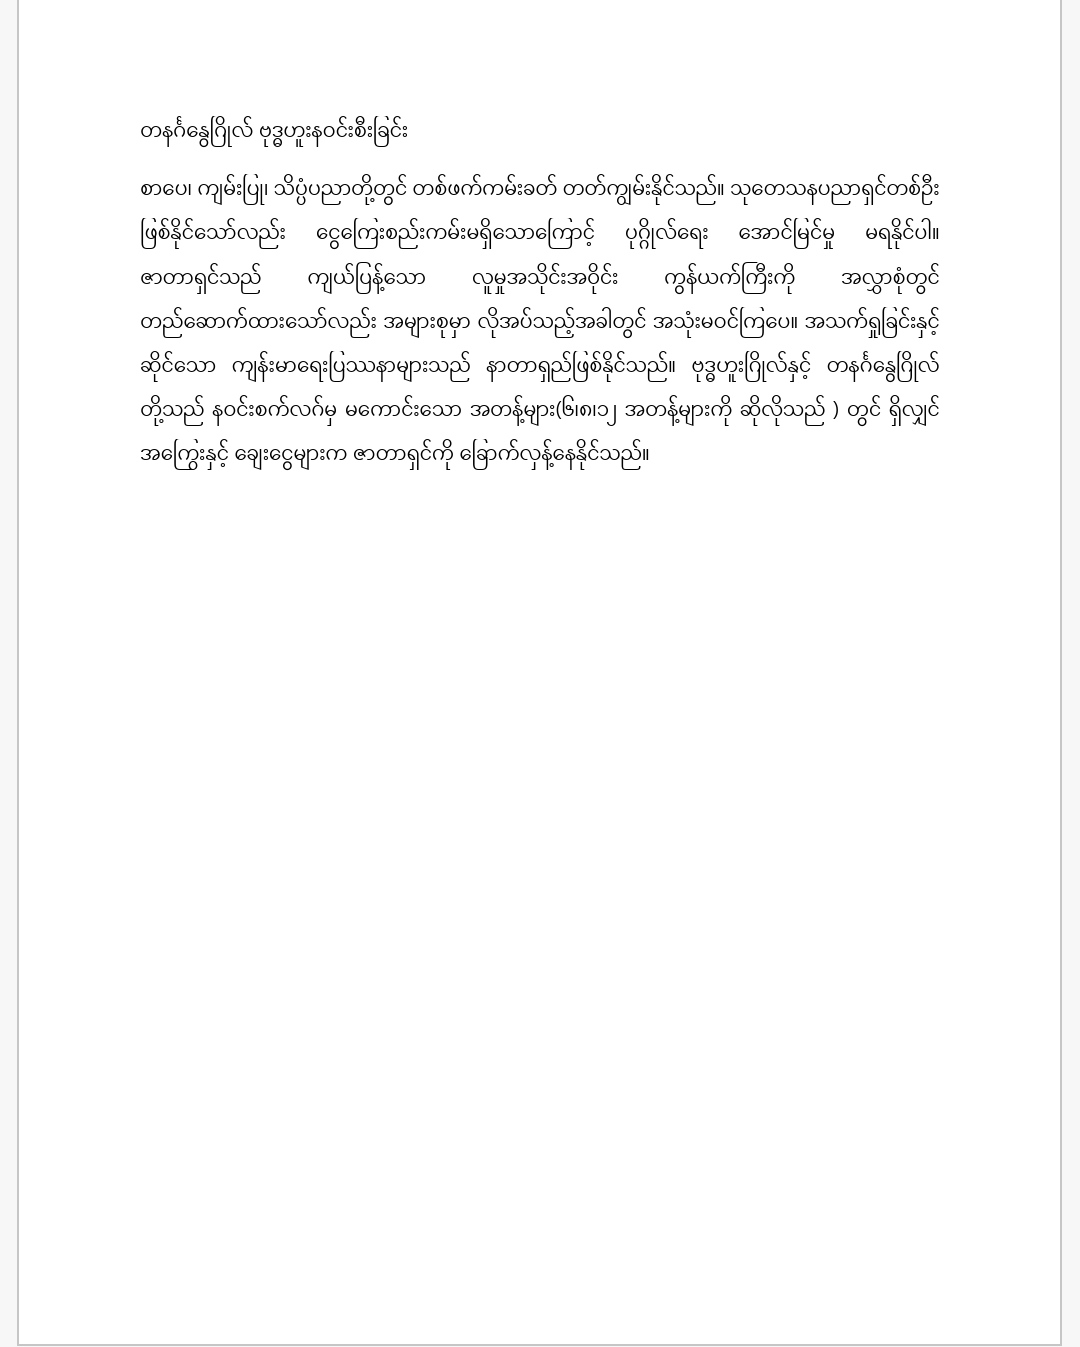 တနင်္ဂနွေဂြိုလ် ဗုဒ္ဓဟူးနဝင်းစီးခြင်း
စာပေ၊ ကျမ်းပြု၊ သိပ္ပံပညာတို့တွင် တစ်ဖက်ကမ်းခတ် တတ်ကျွမ်းနိုင်သည်။ သုတေသနပညာရှင်တစ်ဦး
ဖြစ်နိုင်သော်လည်း ငွေကြေးစည်းကမ်းမရှိသောကြောင့် ပုဂ္ဂိုလ်ရေး အောင်မြင်မှု မရနိုင်ပါ။
ဇာတာရှင်သည် ကျယ်ပြန့်သော လူမှုအသိုင်းအဝိုင်း ကွန်ယက်ကြီးကို အလွှာစုံတွင်
တည်ဆောက်ထားသော်လည်း အများစုမှာ လိုအပ်သည့်အခါတွင် အသုံးမဝင်ကြပေ။ အသက်ရှုခြင်းနှင့်
ဆိုင်သော ကျန်းမာရေးပြဿနာများသည် နာတာရှည်ဖြစ်နိုင်သည်။ ဗုဒ္ဓဟူးဂြိုလ်နှင့် တနင်္ဂနွေဂြိုလ်
တို့သည် နဝင်းစက်လဂ်မှ မကောင်းသော အတန့်များ(၆၊၈၊၁၂ အတန့်များကို ဆိုလိုသည် ) တွင် ရှိလျှင်
အကြွေးနှင့် ချေးငွေများက ဇာတာရှင်ကို ခြောက်လှန့်နေနိုင်သည်။